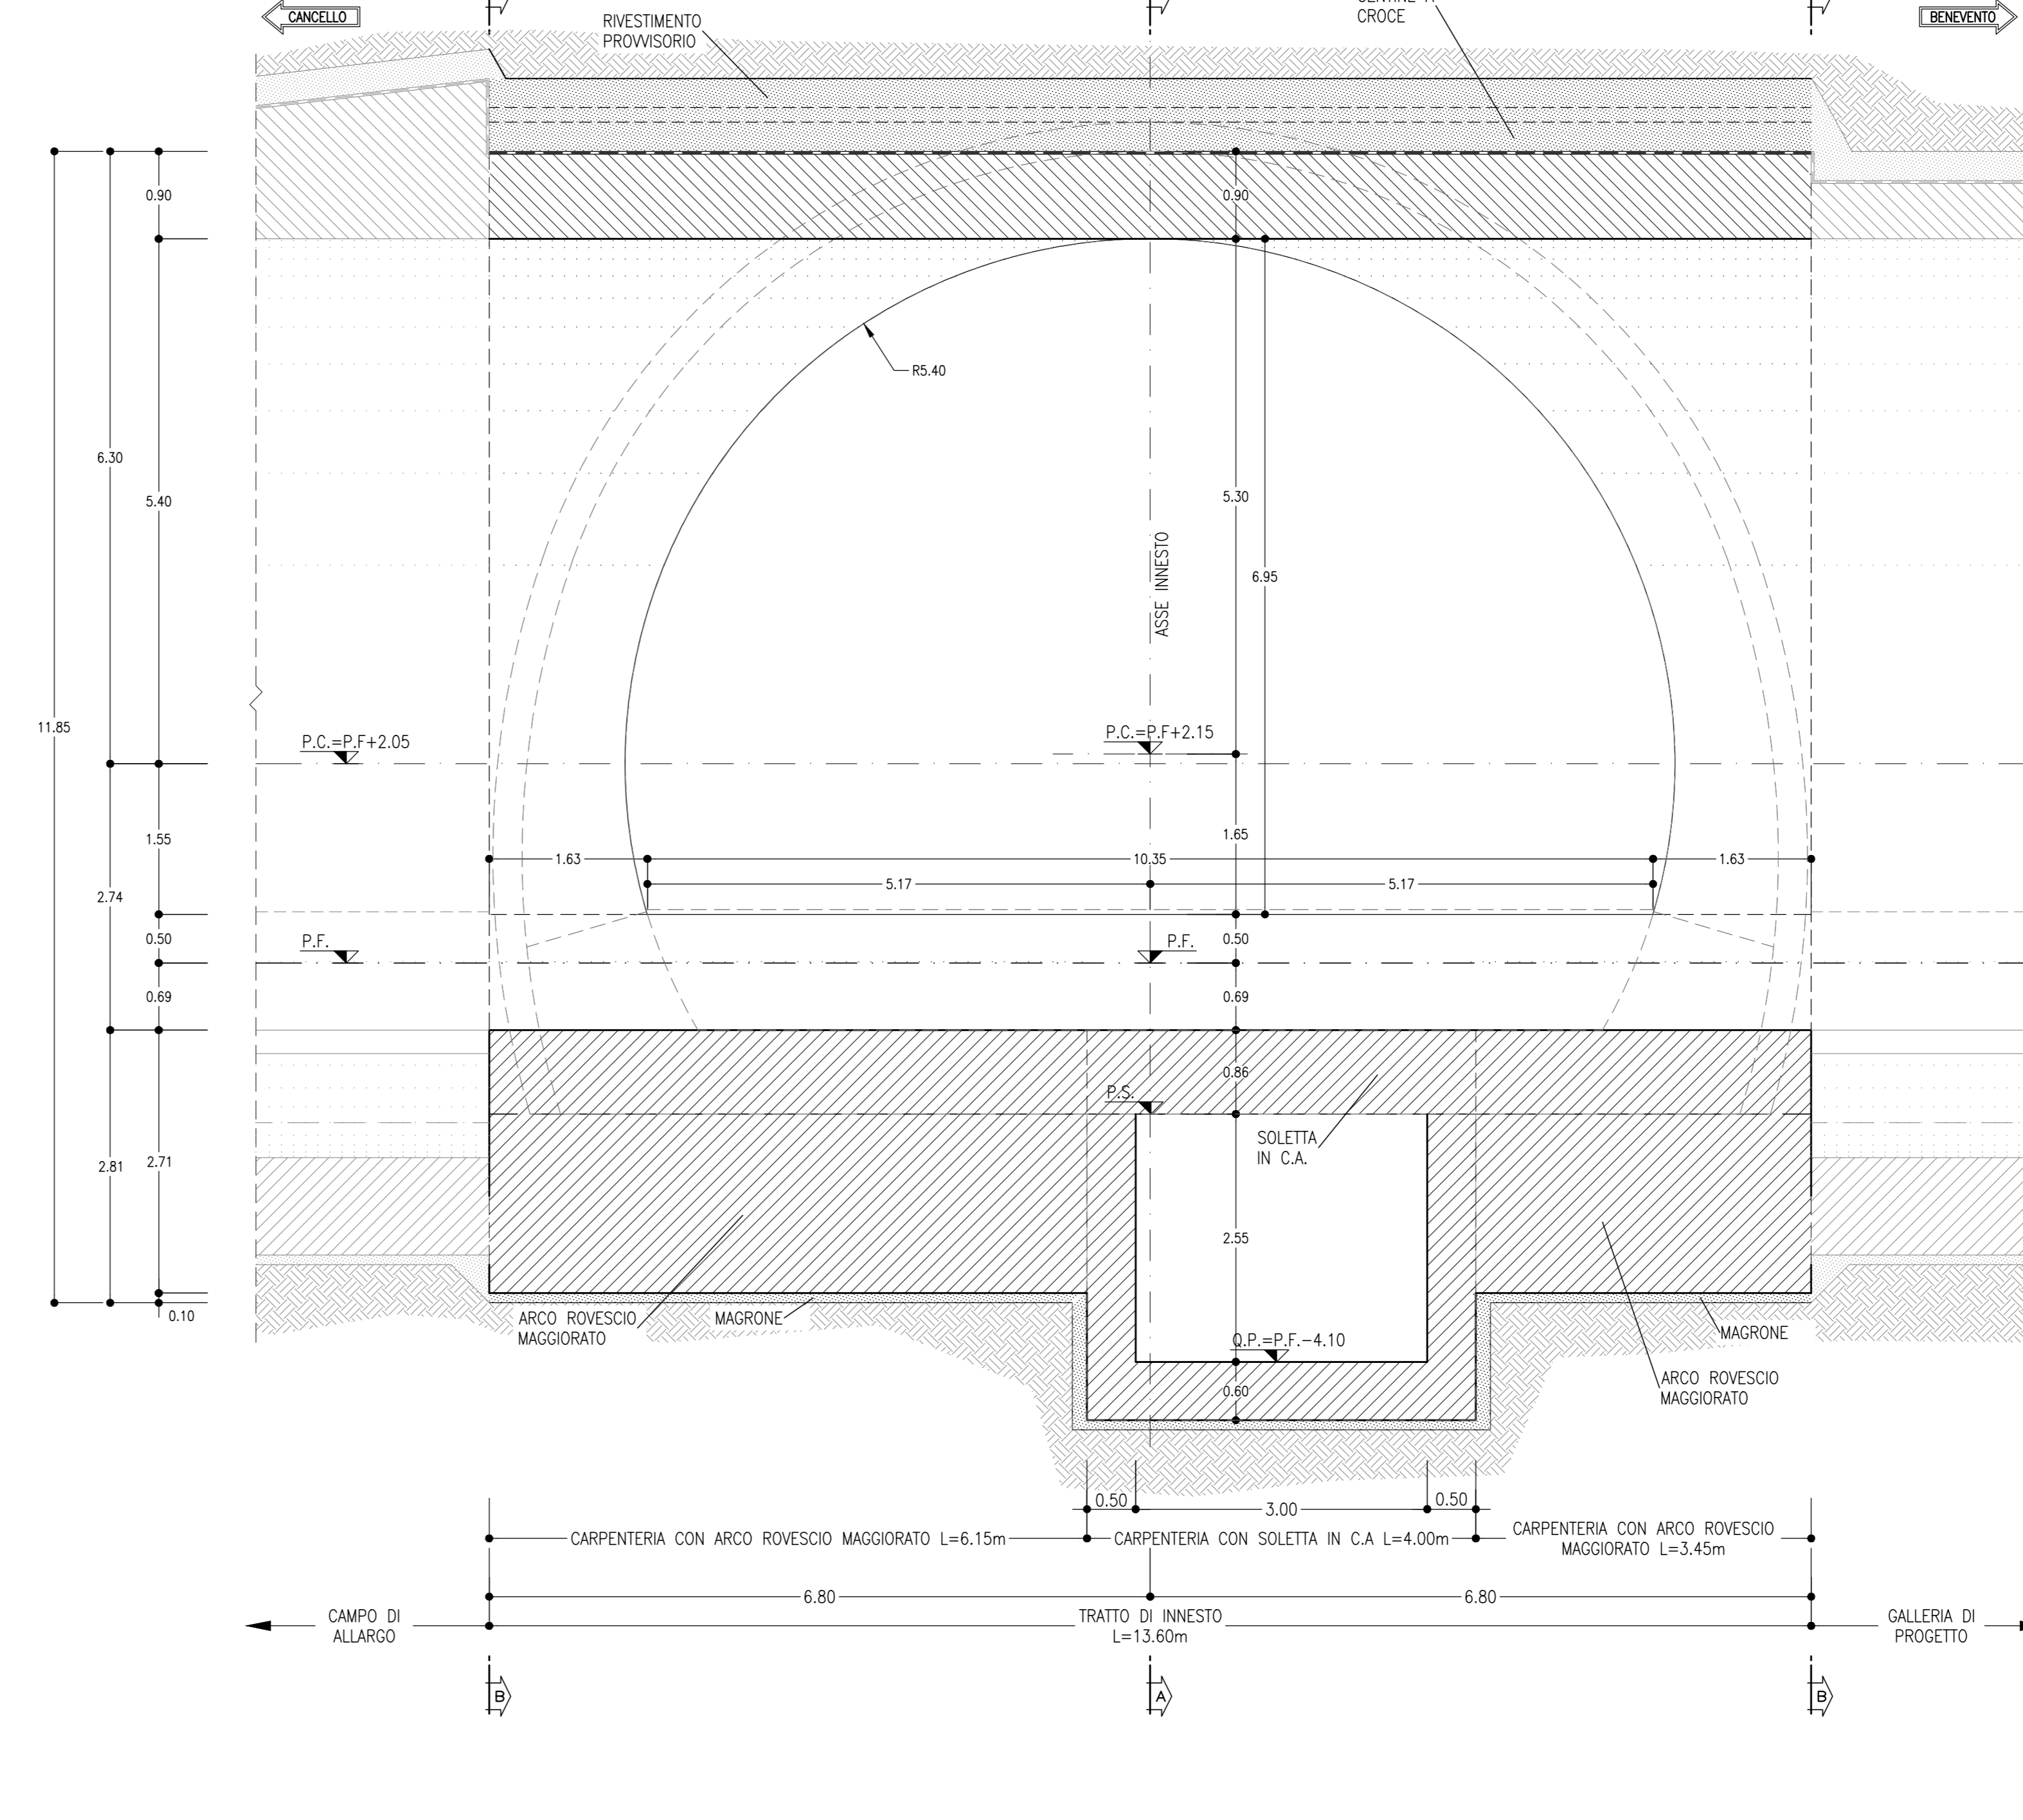 CANCELLO
BENEVENTO
RIVESTIMENTO
PROVVISORIO
CROCE
0.90
0.90
R5.40
6.30
5.40
5.30
6.95
ASSE INNESTO
11.85
P.C.=P.F+2.05
P.C.=P.F+2.15
1.55
1.65
1.63
10.35
1.63
5.17
5.17
2.74
P.F.
P.F.
0.50
0.50
0.69
0.69
0.86
P.S.
SOLETTA
IN C.A.
2.81
2.71
2.55
0.10
ARCO ROVESCIO
MAGGIORATO
MAGRONE
Q.P.=P.F.-4.10
MAGRONE
0.60
ARCO ROVESCIO
MAGGIORATO
0.50
3.00
0.50
CARPENTERIA CON ARCO ROVESCIO MAGGIORATO L=6.15m
CARPENTERIA CON SOLETTA IN C.A L=4.00m
CARPENTERIA CON ARCO ROVESCIO
MAGGIORATO L=3.45m
6.80
6.80
CAMPO DI
ALLARGO
TRATTO DI INNESTO
L=13.60m
GALLERIA DI
PROGETTO
B
A
B